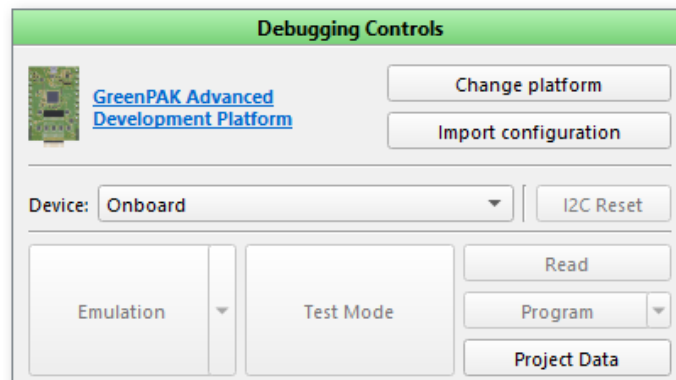 Debugging Controls
GreenPAK Advanced
Development Platform
Change platform
Import configuration
Device: Onboard
I2C Reset
Emulation
Test Mode
Read
Program
Project Data